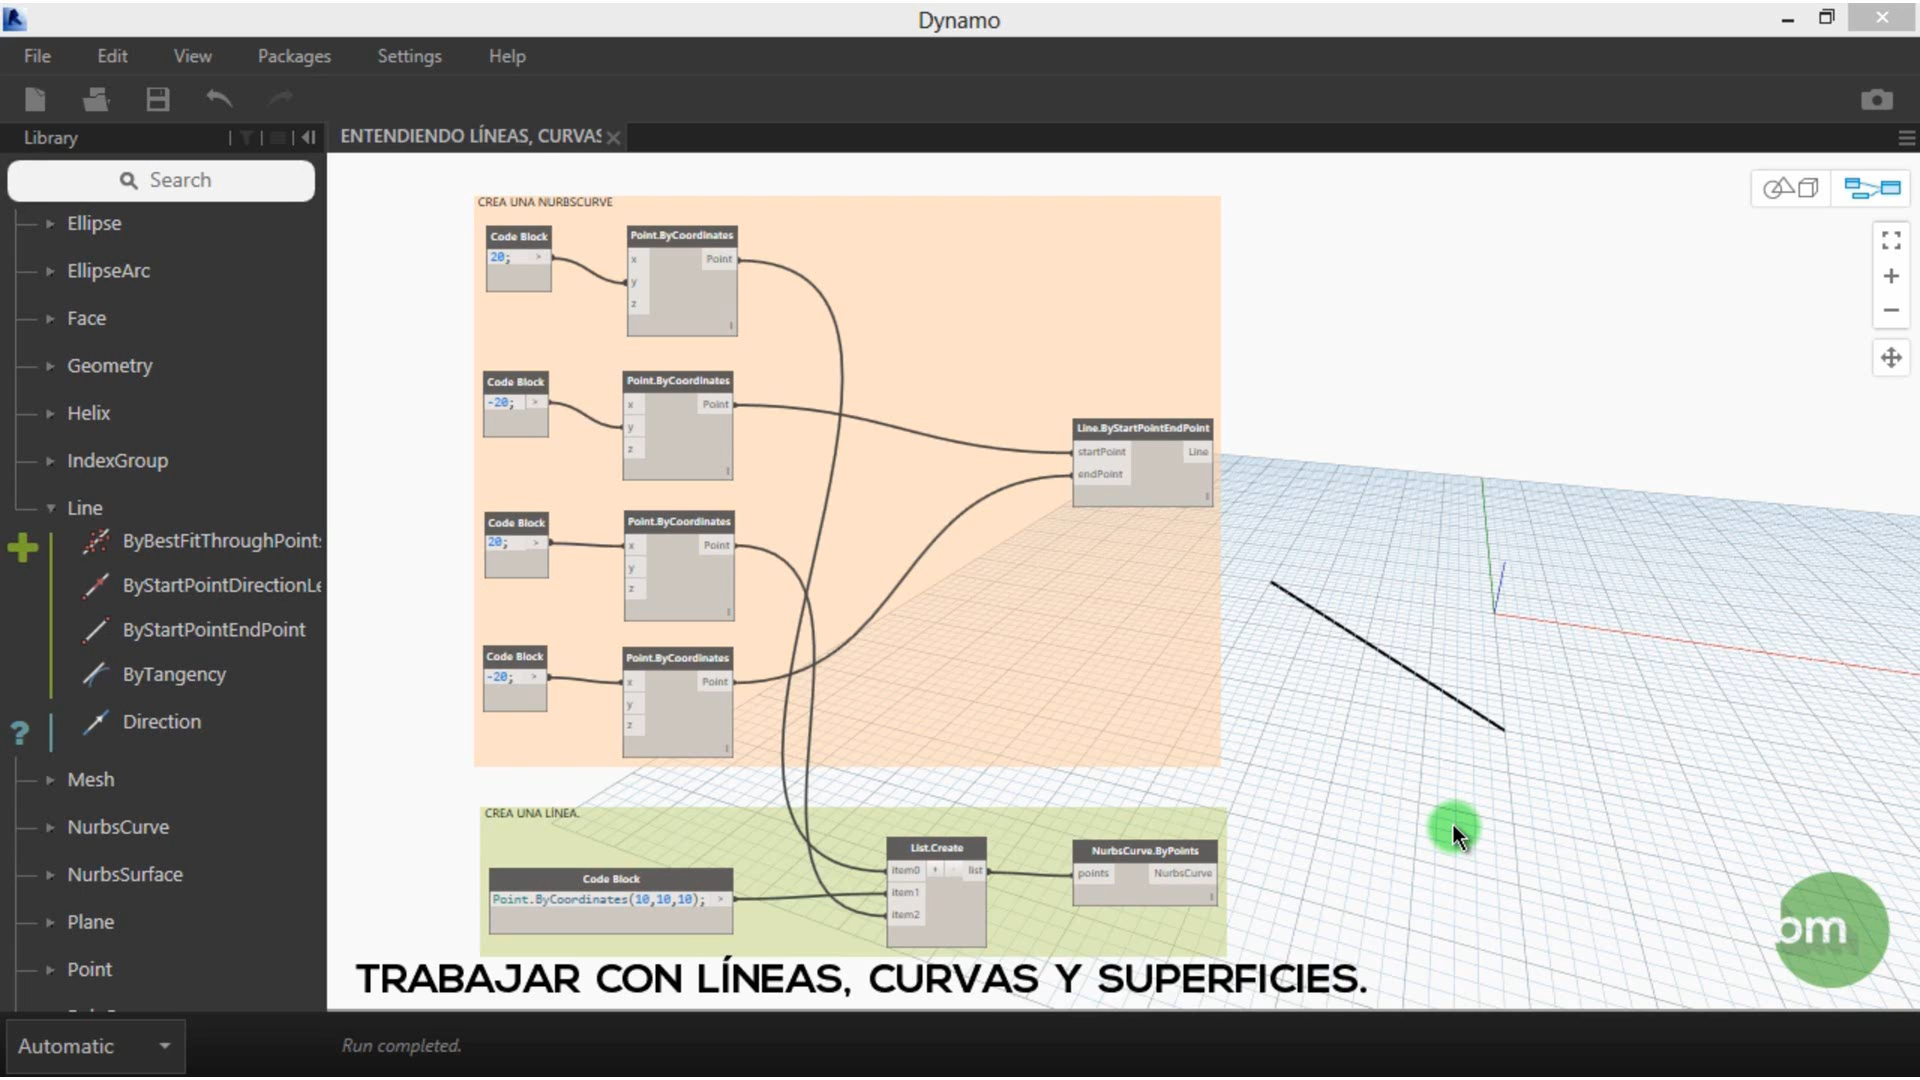 Dynamo
File Edit View Packages Settings Help
Library
ENTENDIENDO LÍNEAS, CURVAS
Search
Ellipse
EllipseArc
Face
Geometry
Helix
IndexGroup
Line
ByBestFitThroughPoints
ByStartPointDirectionLe
ByStartPointEndPoint
ByTangency
? Direction
Mesh
NurbsCurve
NurbsSurface
Plane
Point
Automatic
Run completed.
CREA UNA NURBSCURVE
Code Block
20; >
Point.ByCoordinates
x Point
y
z
Code Block
-20; >
Point.ByCoordinates
x Point
y
z
Code Block
20; >
Point.ByCoordinates
x Point
y
z
Code Block
-20; >
Point.ByCoordinates
x Point
y
z
Line.ByStartPointEndPoint
startPoint Line
endPoint
CREA UNA LÍNEA.
Code Block
Point.ByCoordinates(10,10,10); >
List.Create
item0 + - list
item1
item2
NurbsCurve.ByPoints
points NurbsCurve
TRABAJAR CON LÍNEAS, CURVAS Y SUPERFICIES.
om